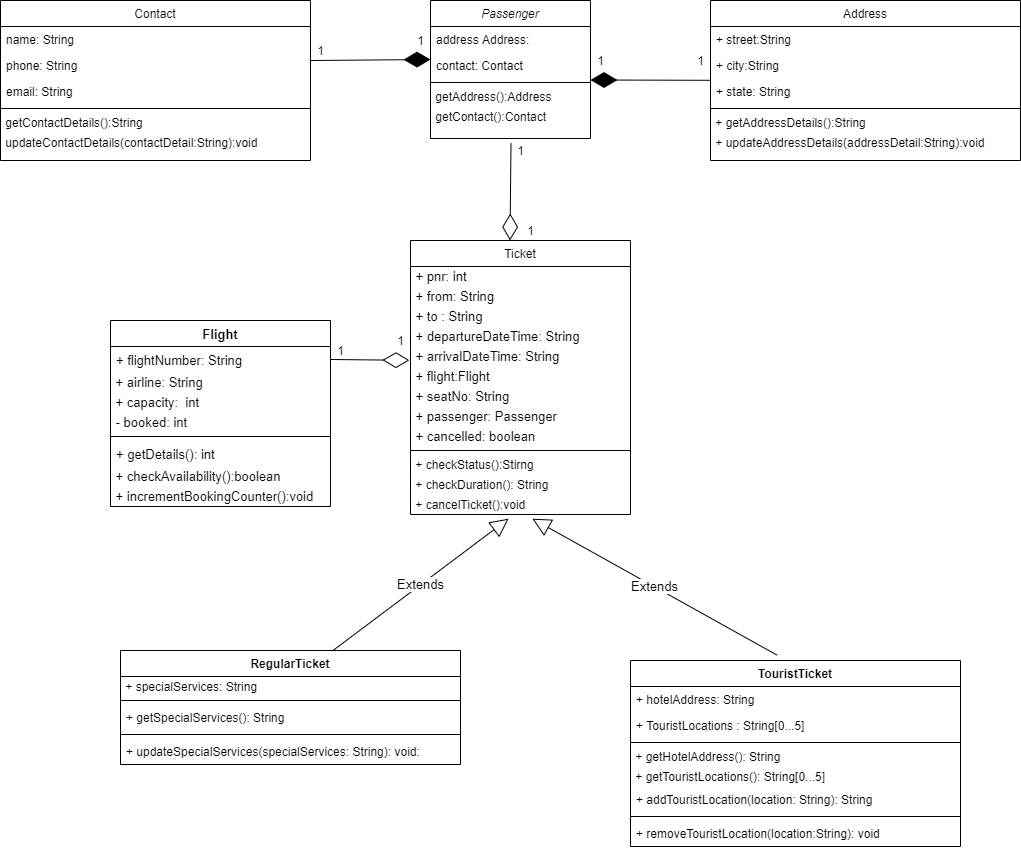 Contact
name: String
phone: String
email: String
getContactDetails():String
updateContactDetails(contactDetail:String):void
1
1
Passenger
address Address:
contact: Contact
getAddress():Address
getContact():Contact
1
1
Address
+ street:String
+ city:String
+ state: String
+ getAddressDetails():String
+ updateAddressDetails(addressDetail:String):void
1
1
Ticket
+ pnr: int
+ from: String
+ to : String
+ departureDateTime: String
+ arrivalDateTime: String
+ flight:Flight
+ seatNo: String
+ passenger: Passenger
+ cancelled: boolean
+ checkStatus():Stirng
+ checkDuration(): String
+ cancelTicket():void
Flight
+ flightNumber: String
+ airline: String
+ capacity:  int
- booked: int
+ getDetails(): int
+ checkAvailability():boolean
+ incrementBookingCounter():void
1
1
Extends
Extends
RegularTicket
+ specialServices: String
+ getSpecialServices(): String
+ updateSpecialServices(specialServices: String): void:
TouristTicket
+ hotelAddress: String
+ TouristLocations : String[0...5]
+ getHotelAddress(): String
+ getTouristLocations(): String[0...5]
+ addTouristLocation(location: String): String
+ removeTouristLocation(location:String): void